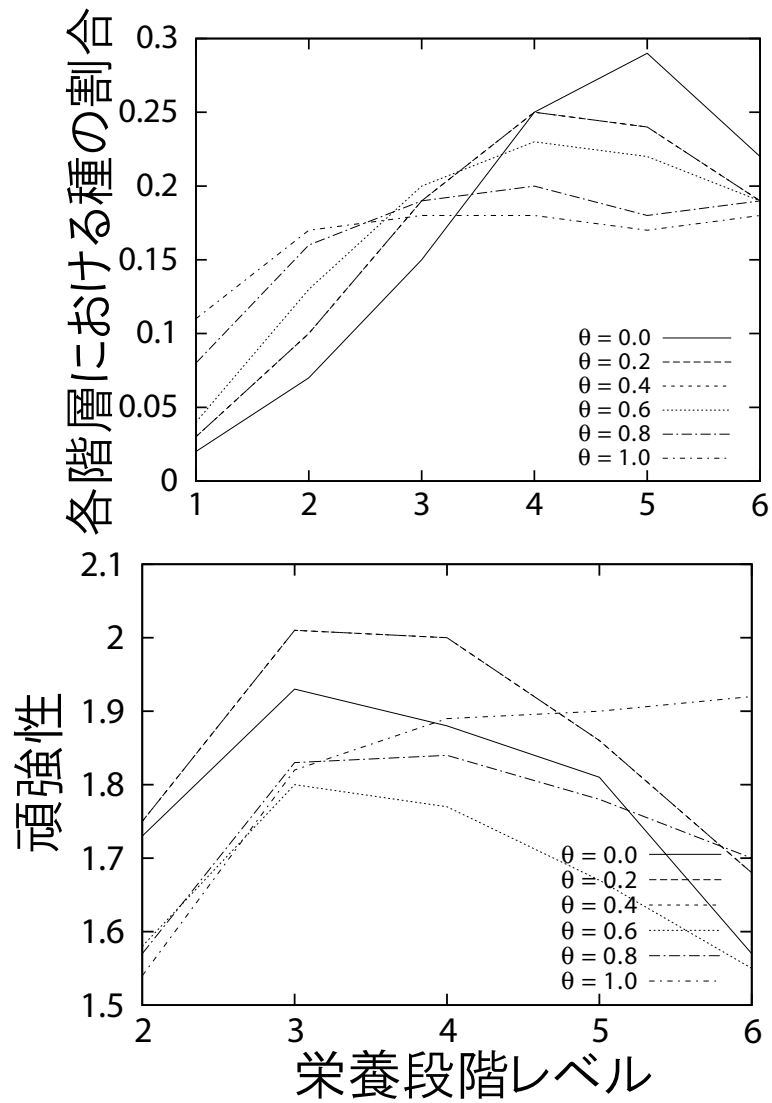 各階層における種の割合
0.3
0.25
0.2
0.15
0.1
0.05
0
1 2 3 4 5 6
θ = 0.0
θ = 0.2
θ = 0.4
θ = 0.6
θ = 0.8
θ = 1.0
頑強性
2.1
2
1.9
1.8
1.7
1.6
1.5
2 3 4 5 6
θ = 0.0
θ = 0.2
θ = 0.4
θ = 0.6
θ = 0.8
θ = 1.0
栄養段階レベル